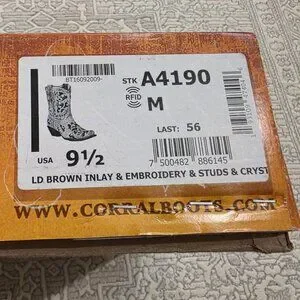 BT16092009-
STK A4190
RFID M
LAST: 56
USA 9½
7 500482 886145
LD BROWN INLAY & EMBROIDERY & STUDS & CRYST
WWW.CORRALBOOTS.COM